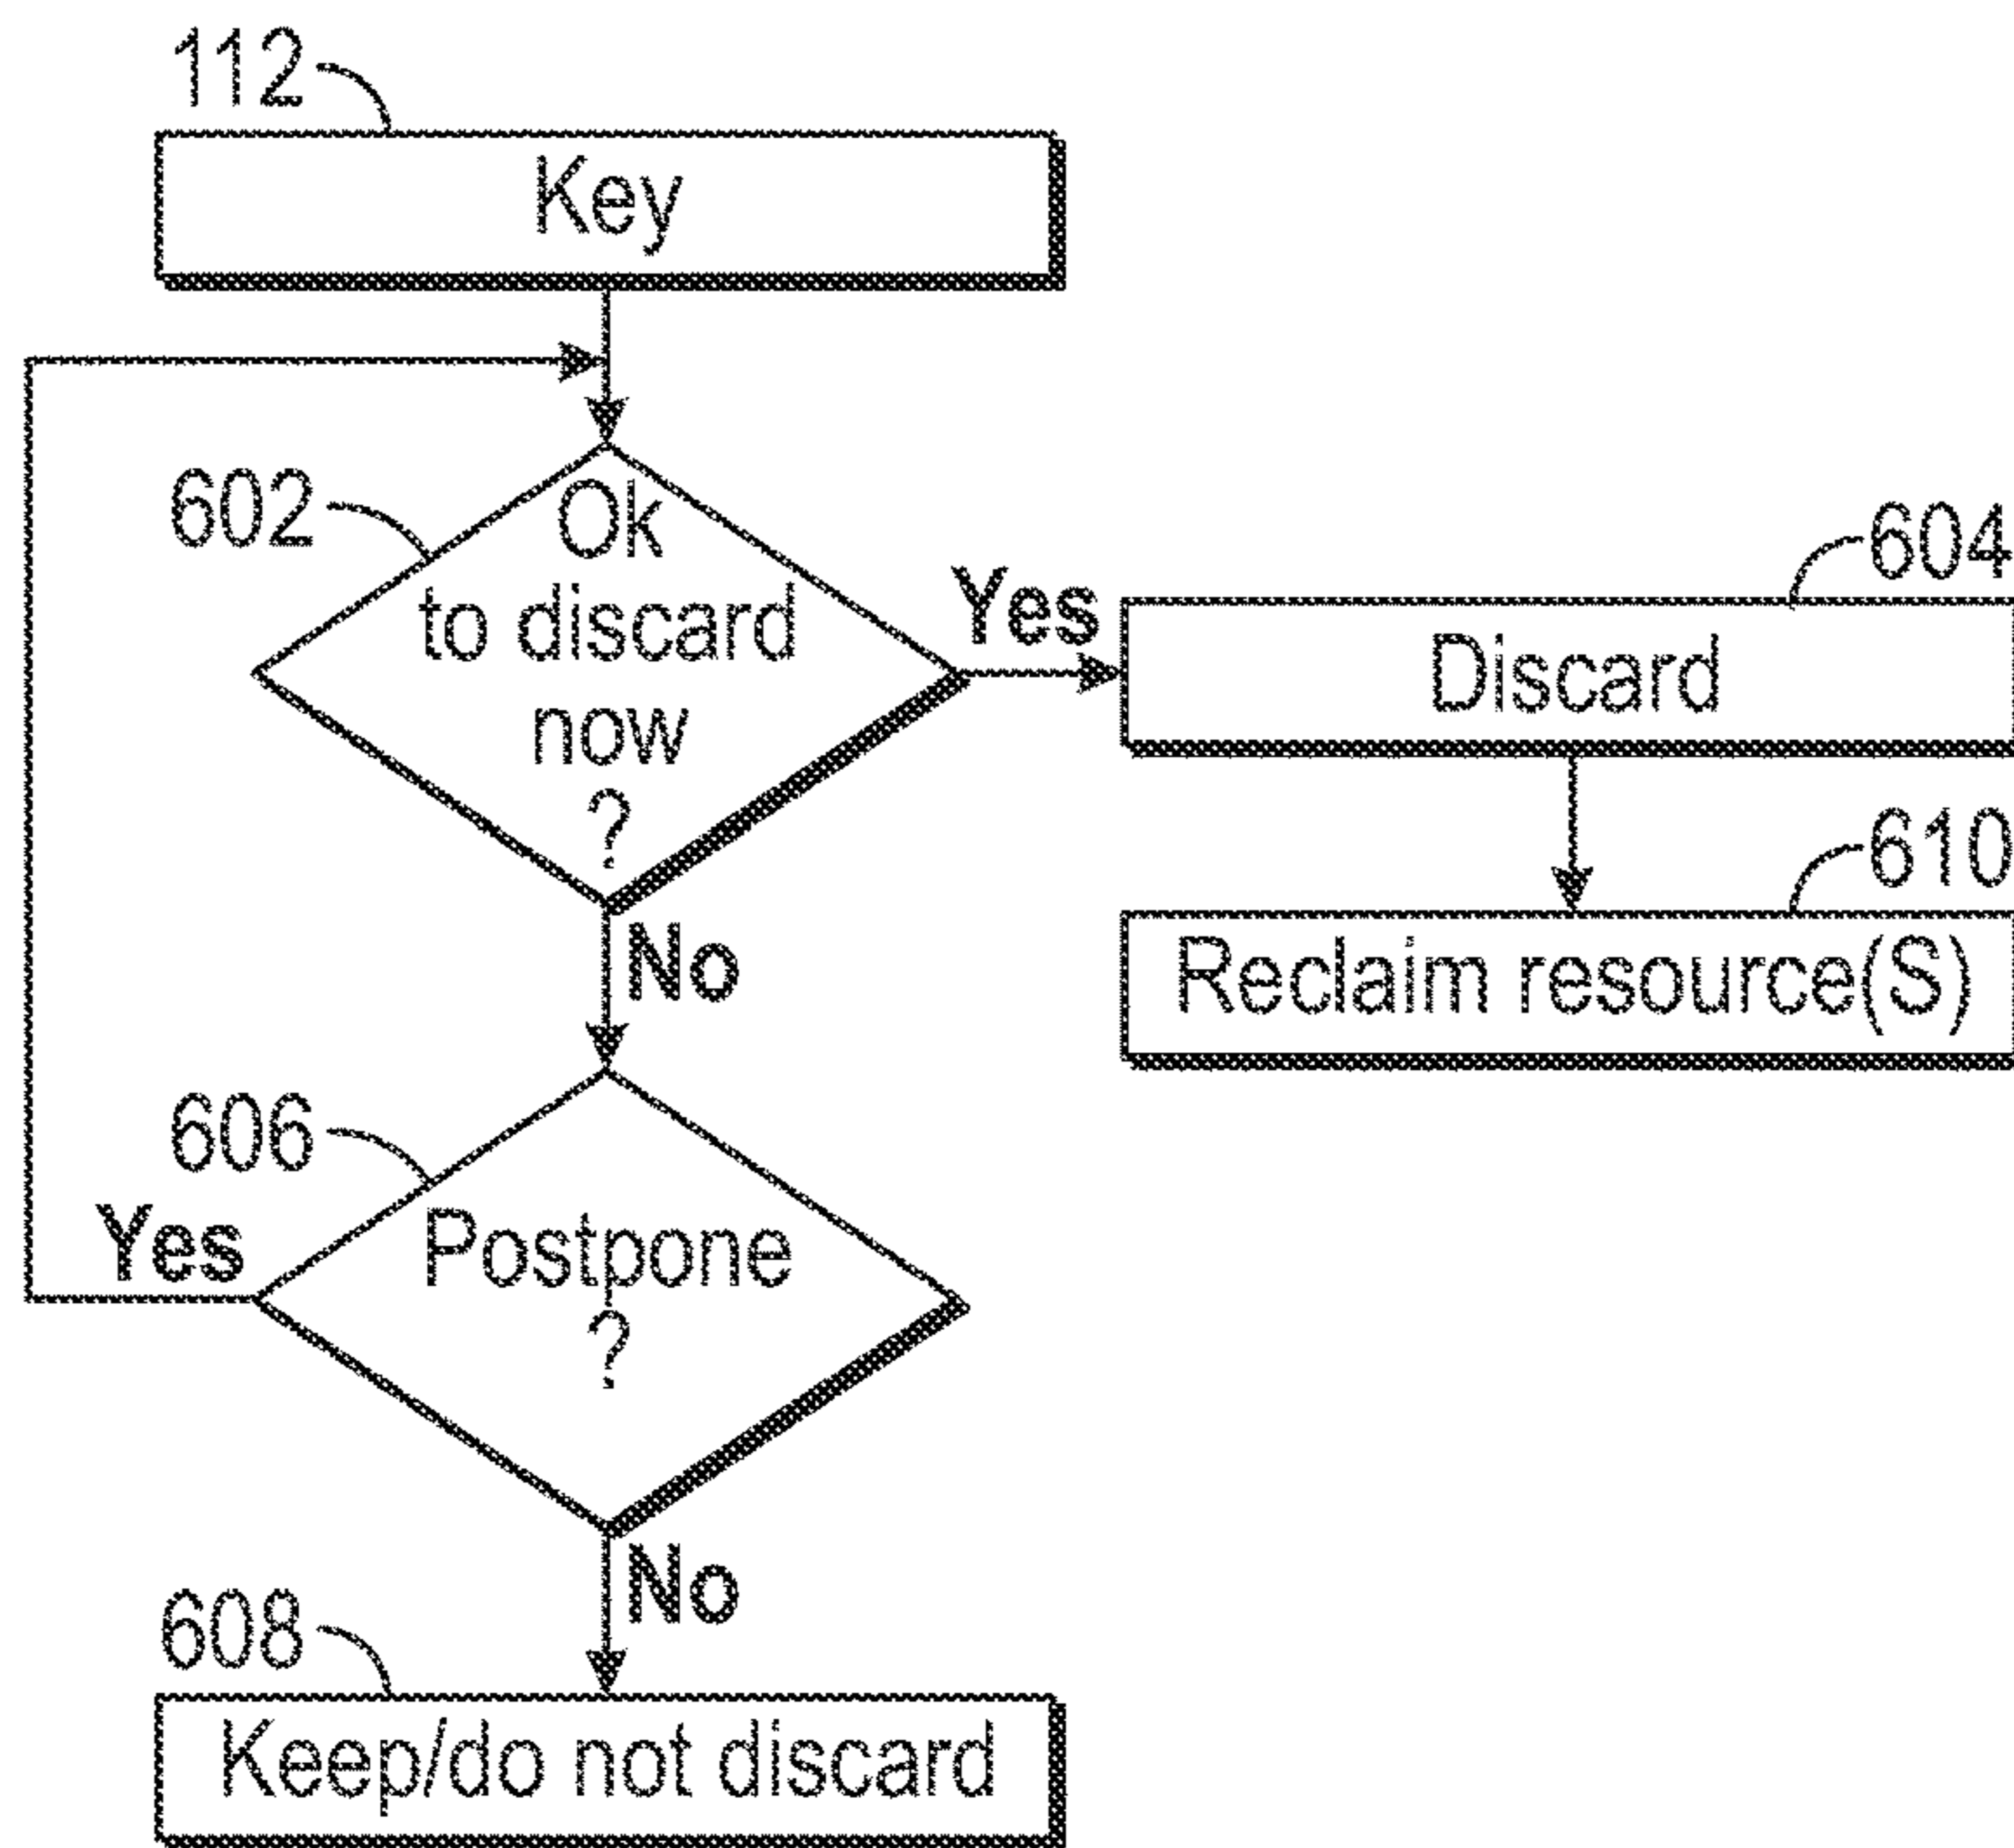 112
Key
602
Ok
to discard
now
?
Yes
604
Discard
610
Reclaim resource(S)
No
606
Yes
Postpone
?
No
608
Keep/do not discard